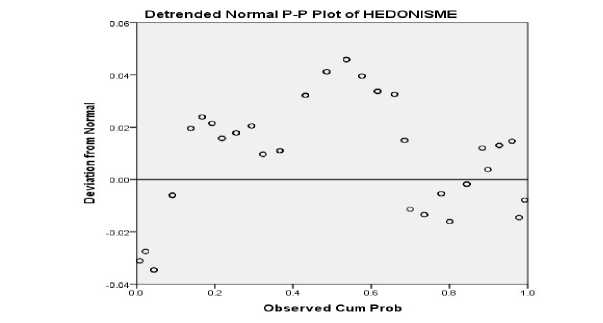 Detrended Normal P-P Plot of HEDONISME
Deviation from Normal
0.06
0.04
0.02
0.00
-0.02
-0.04
0.0 0.2 0.4 0.6 0.8 1.0
Observed Cum Prob